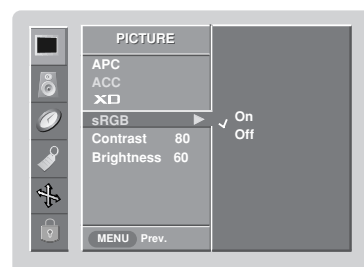 PICTURE
APC
ACC
XD
sRGB
On
Off
Contrast 80
Brightness 60
MENU Prev.